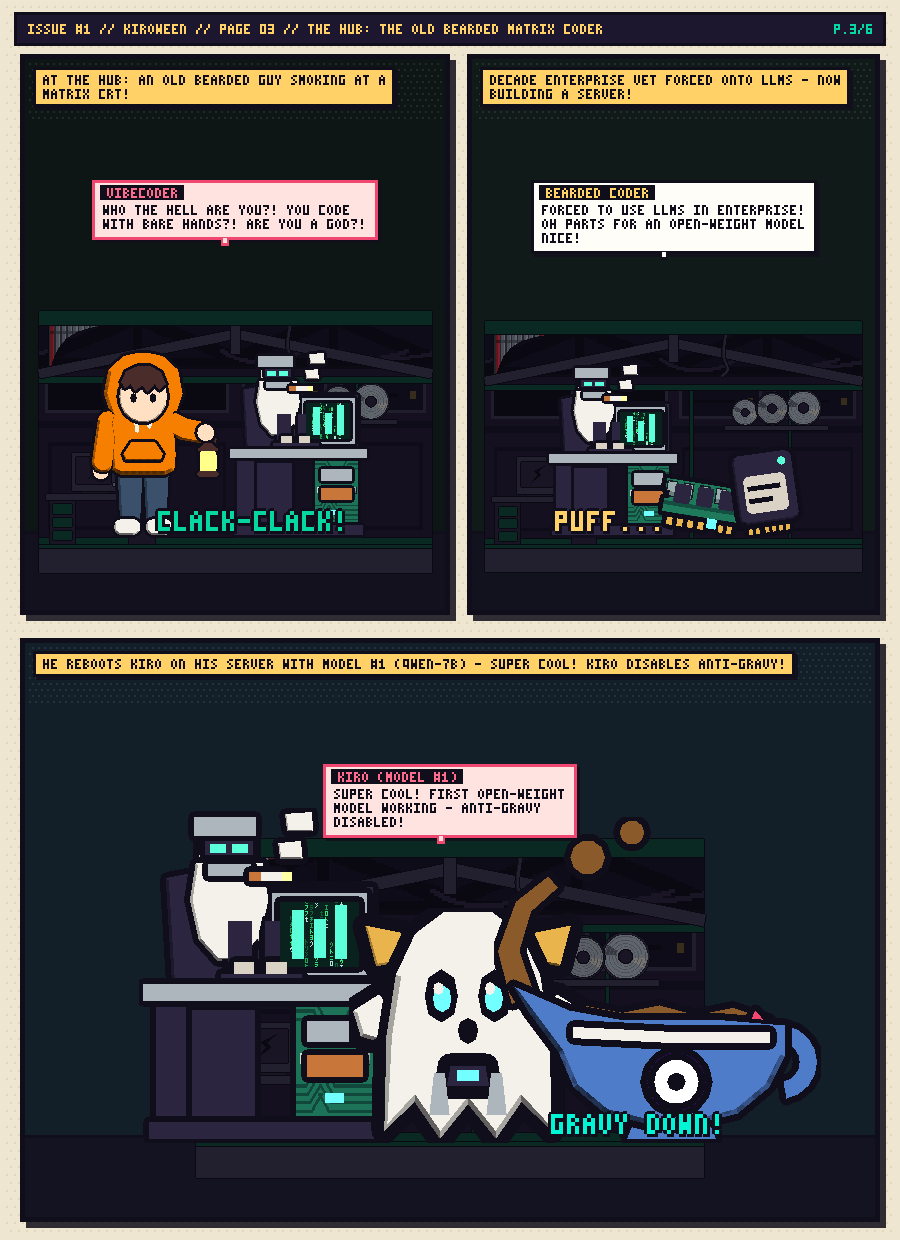 ISSUE #1 // KIROWEEN // PAGE 03 // THE HUB: THE OLD BEARDED MATRIX CODER
P.3/6
AT THE HUB: AN OLD BEARDED GUY SMOKING AT A
MATRIX CRT!
VIBECODER
WHO THE HELL ARE YOU?! YOU CODE
WITH BARE HANDS?! ARE YOU A GOD?!
CLACK-CLACK!
DECADE ENTERPRISE VET FORCED ONTO LLMS - NOW
BUILDING A SERVER!
BEARDED CODER
FORCED TO USE LLMS IN ENTERPRISE!
OH PARTS FOR AN OPEN-WEIGHT MODEL
NICE!
PUFF...
HE REBOOTS KIRO ON HIS SERVER WITH MODEL #1 (QWEN-7B) - SUPER COOL! KIRO DISABLES ANTI-GRAVY!
KIRO (MODEL #1)
SUPER COOL! FIRST OPEN-WEIGHT
MODEL WORKING - ANTI-GRAVY
DISABLED!
GRAVY DOWN!